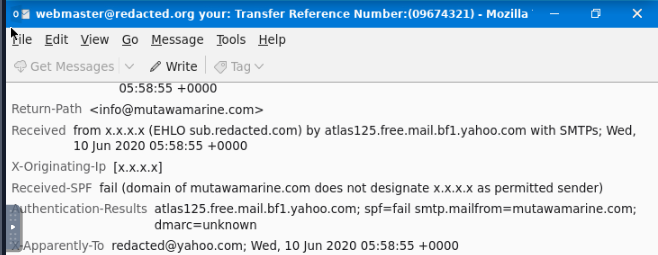 webmaster@redacted.org your: Transfer Reference Number:(09674321) - Mozilla
File Edit View Go Message Tools Help
Get Messages Write Tag
05:58:55 +0000
Return-Path <info@mutawamarine.com>
Received from x.x.x.x (EHLO sub.redacted.com) by atlas125.free.mail.bf1.yahoo.com with SMTPs; Wed,
10 Jun 2020 05:58:55 +0000
X-Originating-Ip [x.x.x.x]
Received-SPF fail (domain of mutawamarine.com does not designate x.x.x.x as permitted sender)
Authentication-Results atlas125.free.mail.bf1.yahoo.com; spf=fail smtp.mailfrom=mutawamarine.com;
dmarc=unknown
X-Apparently-To redacted@yahoo.com; Wed, 10 Jun 2020 05:58:55 +0000